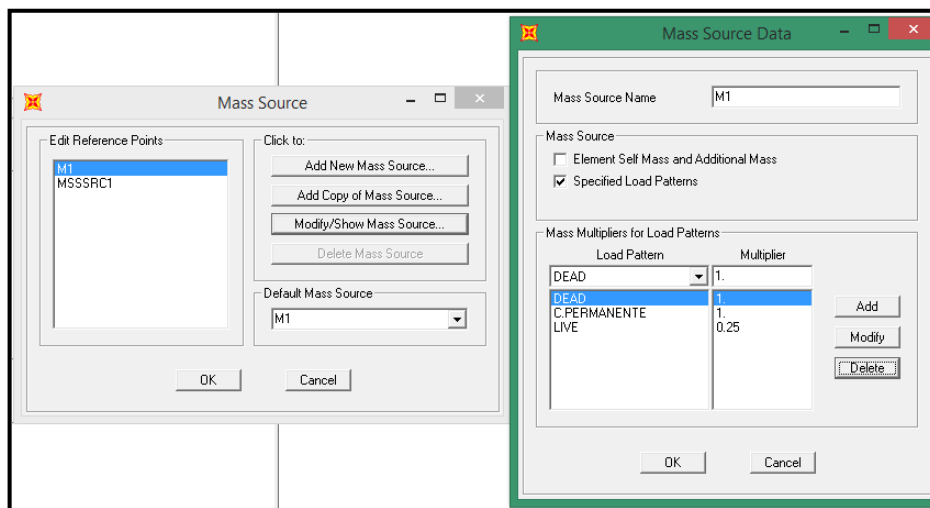 Mass Source
Edit Reference Points
M1
MSSSRC1
Click to:
Add New Mass Source...
Add Copy of Mass Source...
Modify/Show Mass Source...
Delete Mass Source
Default Mass Source
M1
OK
Cancel
Mass Source Data
Mass Source Name
M1
Mass Source
Element Self Mass and Additional Mass
Specified Load Patterns
Mass Multipliers for Load Patterns
Load Pattern Multiplier
DEAD 1.
DEAD 1.
C.PERMANENTE 1.
LIVE 0.25
Add
Modify
Delete
OK
Cancel